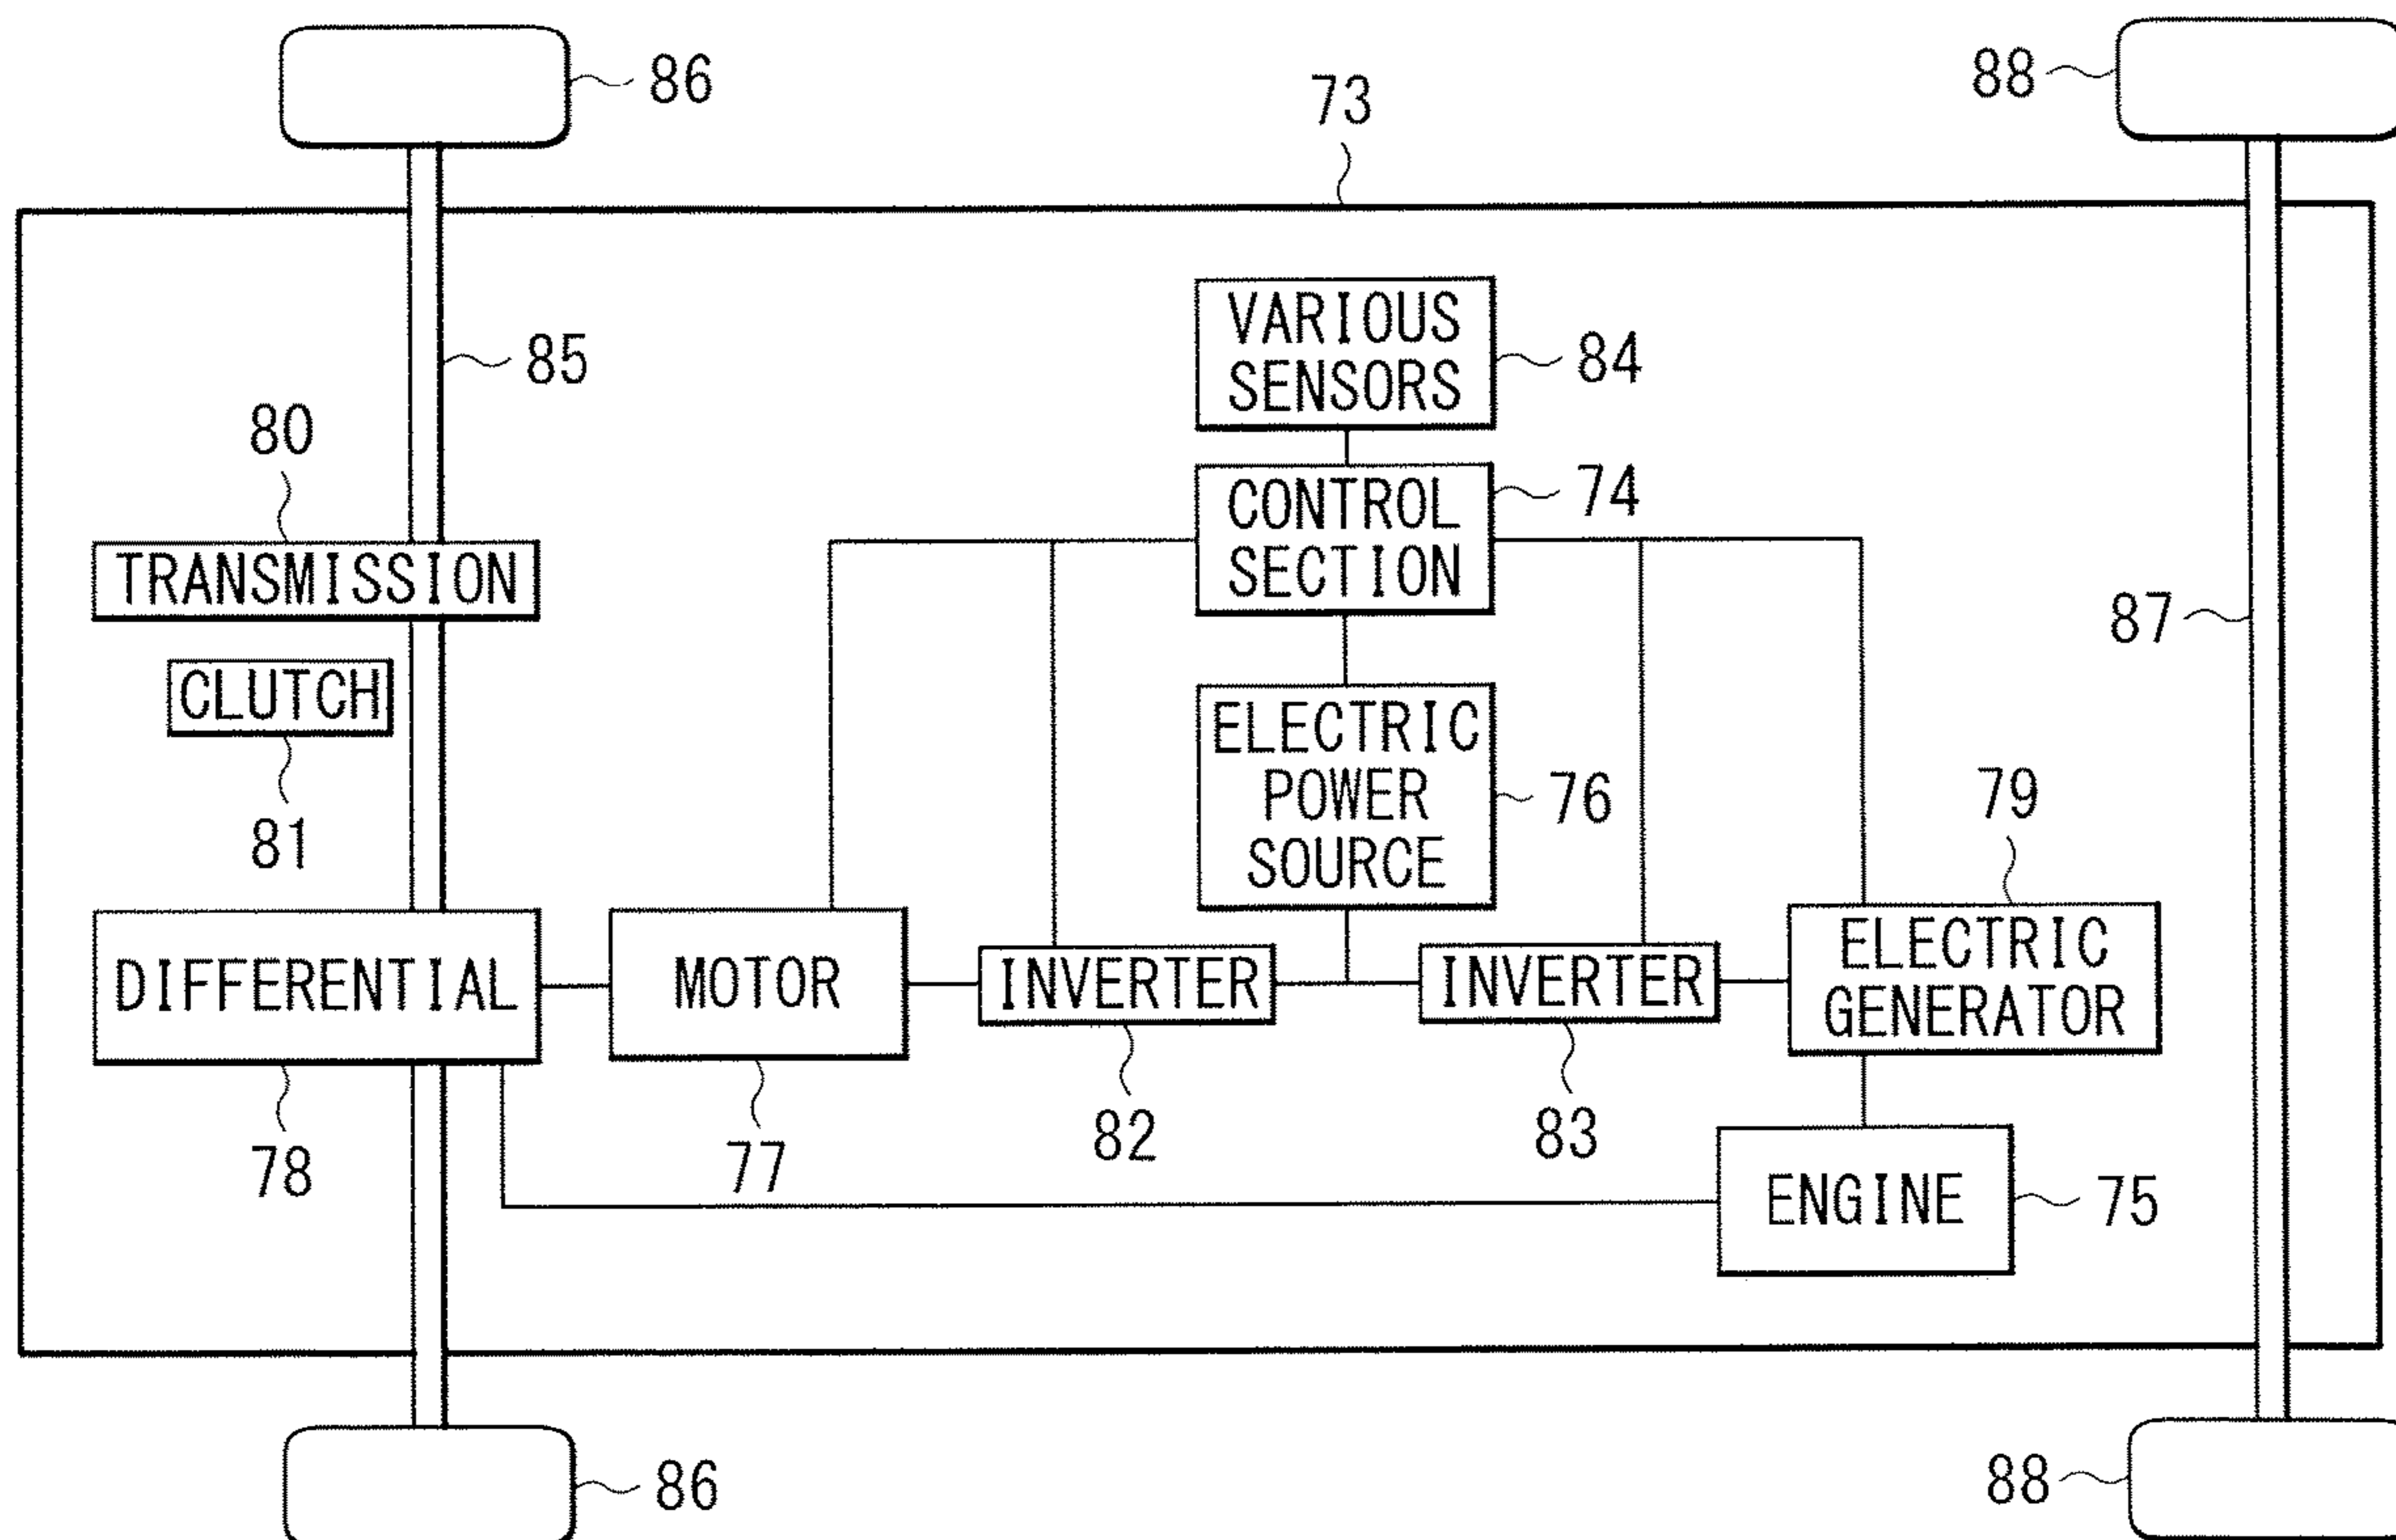 86
88
73
VARIOUS
SENSORS
84
85
80
CONTROL
SECTION
74
TRANSMISSION
87
CLUTCH
ELECTRIC
POWER
SOURCE
76
79
81
DIFFERENTIAL
MOTOR
INVERTER
INVERTER
ELECTRIC
GENERATOR
78
77
82
83
ENGINE
75
86
88